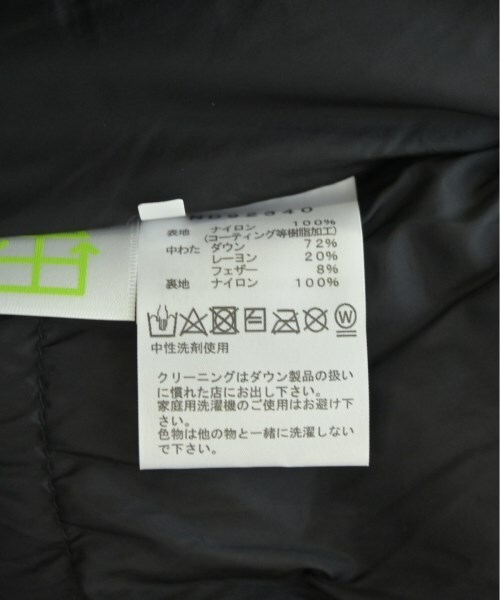 ND92340
表地 ナイロン 100%
(コーティング等樹脂加工)
中わた ダウン 72%
レーヨン 20%
フェザー 8%
裏地 ナイロン 100%
中性洗剤使用
クリーニングはダウン製品の扱い
に慣れた店にお出し下さい。
家庭用洗濯機のご使用はお避け下
さい。
色物は他の物と一緒に洗濯しない
で下さい。